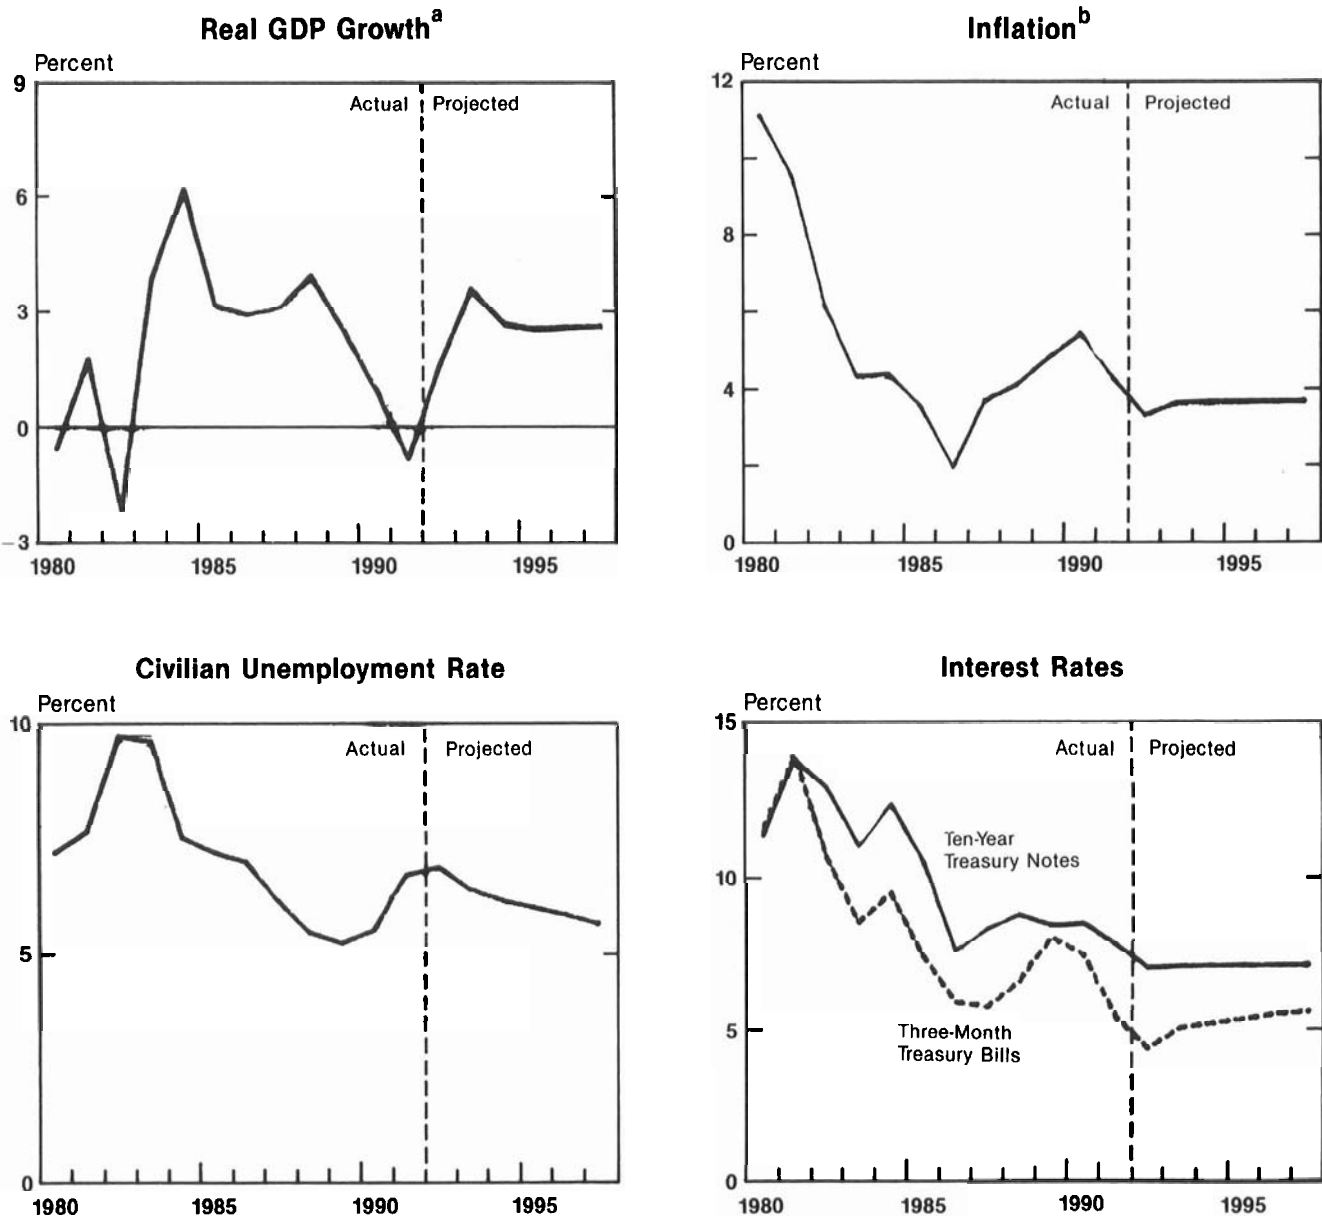 Real GDP Growth^a
Percent
9
6
3
0
-3
Actual
Projected
1980 1985 1990 1995
Inflation^b
Percent
12
8
4
0
Actual
Projected
1980 1985 1990 1995
Civilian Unemployment Rate
Percent
10
5
0
Actual
Projected
1980 1985 1990 1995
Interest Rates
Percent
15
10
5
0
Actual
Projected
Ten-Year
Treasury Notes
Three-Month
Treasury Bills
1980 1985 1990 1995